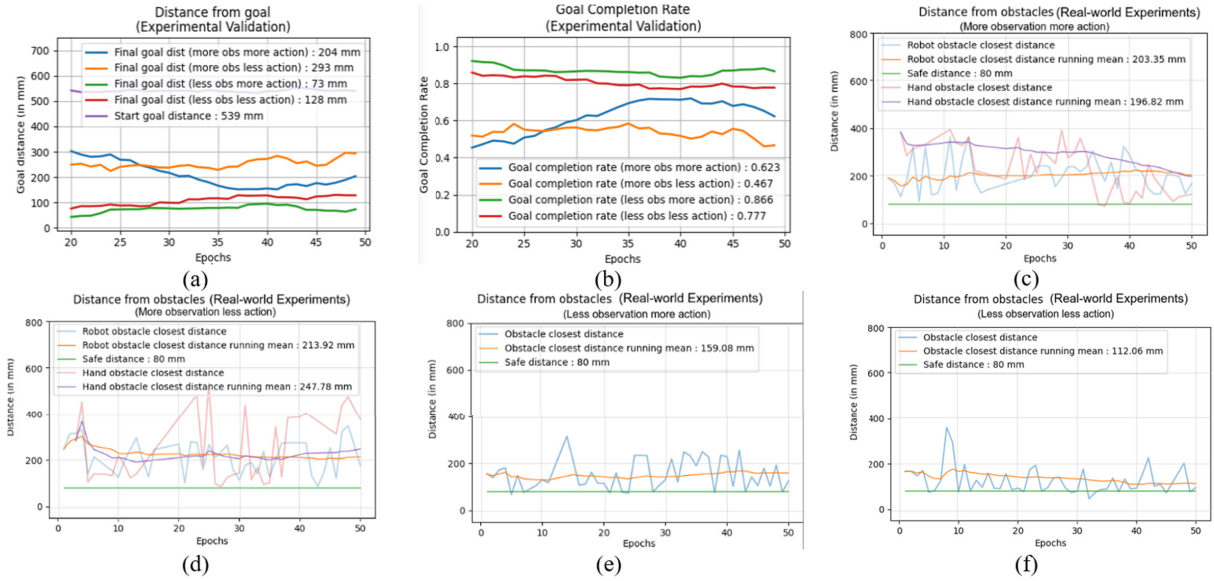 Distance from goal
(Experimental Validation)
Goal distance (in mm)
700
600
500
400
300
200
100
0
Final goal dist (more obs more action) : 204 mm
Final goal dist (more obs less action) : 293 mm
Final goal dist (less obs more action) : 73 mm
Final goal dist (less obs less action) : 128 mm
Start goal distance : 539 mm
20 25 30 35 40 45 50
Epochs
(a)
Goal Completion Rate
(Experimental Validation)
Goal Completion Rate
1.0
0.8
0.6
0.4
0.2
0.0
Goal completion rate (more obs more action) : 0.623
Goal completion rate (more obs less action) : 0.467
Goal completion rate (less obs more action) : 0.866
Goal completion rate (less obs less action) : 0.777
20 25 30 35 40 45 50
Epochs
(b)
Distance from obstacles (Real-world Experiments)
(More observation more action)
Distance (in mm)
800
600
400
200
0
Robot obstacle closest distance
Robot obstacle closest distance running mean : 203.35 mm
Safe distance : 80 mm
Hand obstacle closest distance
Hand obstacle closest distance running mean : 196.82 mm
0 10 20 30 40 50
Epochs
(c)
Distance from obstacles (Real-world Experiments)
(More observation less action)
Distance (in mm)
800
600
400
200
0
Robot obstacle closest distance
Robot obstacle closest distance running mean : 213.92 mm
Safe distance : 80 mm
Hand obstacle closest distance
Hand obstacle closest distance running mean : 247.78 mm
0 10 20 30 40 50
Epochs
(d)
Distance from obstacles (Real-world Experiments)
(Less observation more action)
Distance (in mm)
800
600
400
200
0
Obstacle closest distance
Obstacle closest distance running mean : 159.08 mm
Safe distance : 80 mm
0 10 20 30 40 50
Epochs
(e)
Distance from obstacles (Real-world Experiments)
(Less observation less action)
Distance (in mm)
800
600
400
200
0
Obstacle closest distance
Obstacle closest distance running mean : 112.06 mm
Safe distance : 80 mm
0 10 20 30 40 50
Epochs
(f)